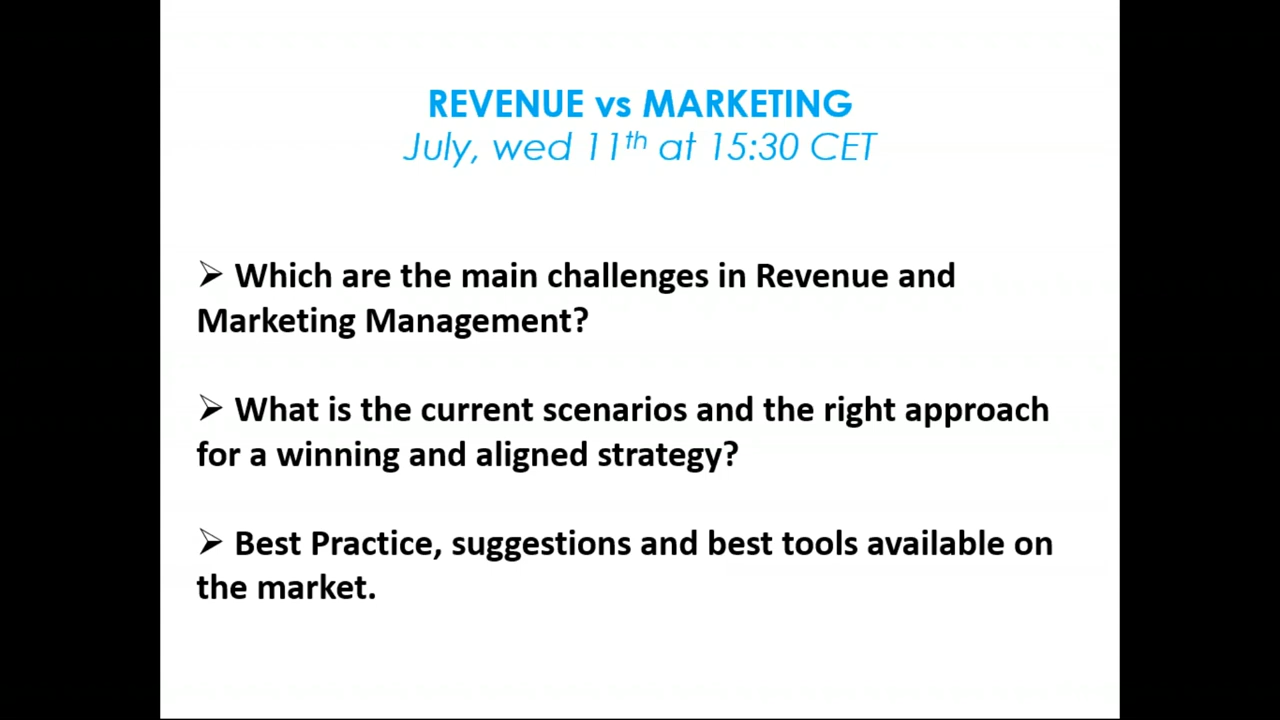 REVENUE vs MARKETING
July, wed 11th at 15:30 CET
➢ Which are the main challenges in Revenue and
Marketing Management?
➢ What is the current scenarios and the right approach
for a winning and aligned strategy?
➢ Best Practice, suggestions and best tools available on
the market.